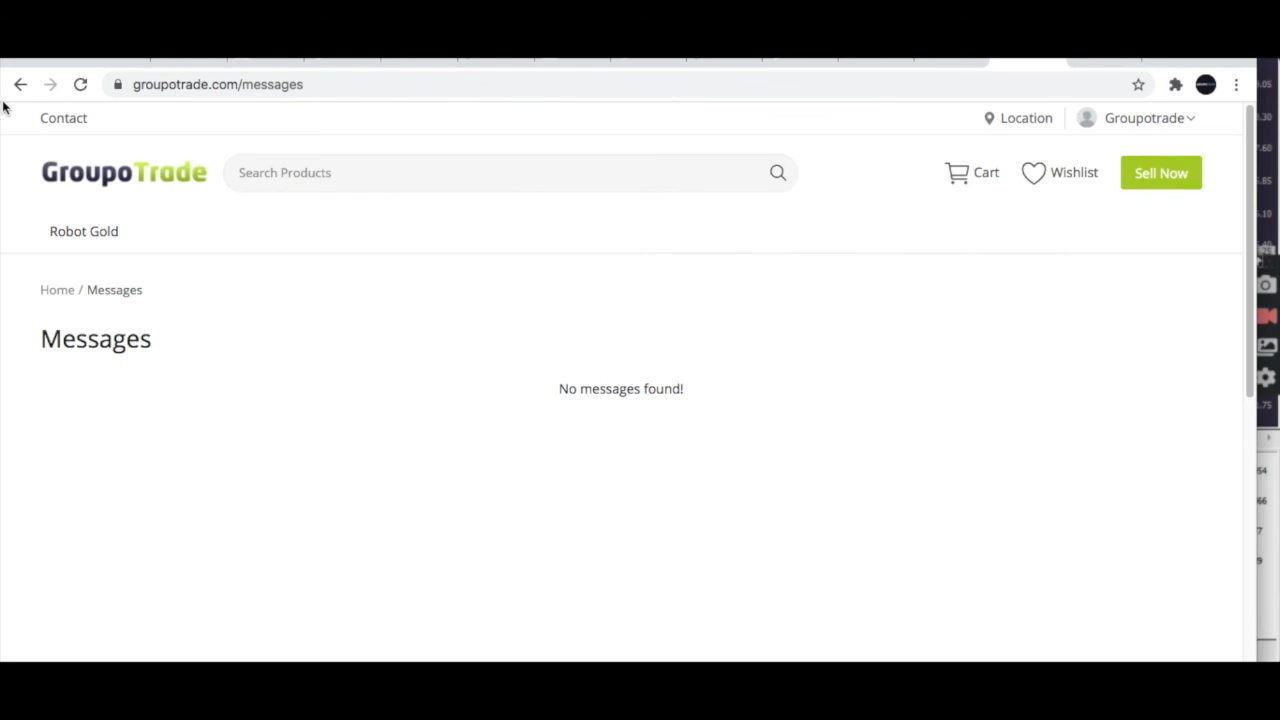 groupotrade.com/messages
Contact
Location
Groupotrade
GroupoTrade
Search Products
Cart
Wishlist
Sell Now
Robot Gold
Home / Messages
Messages
No messages found!